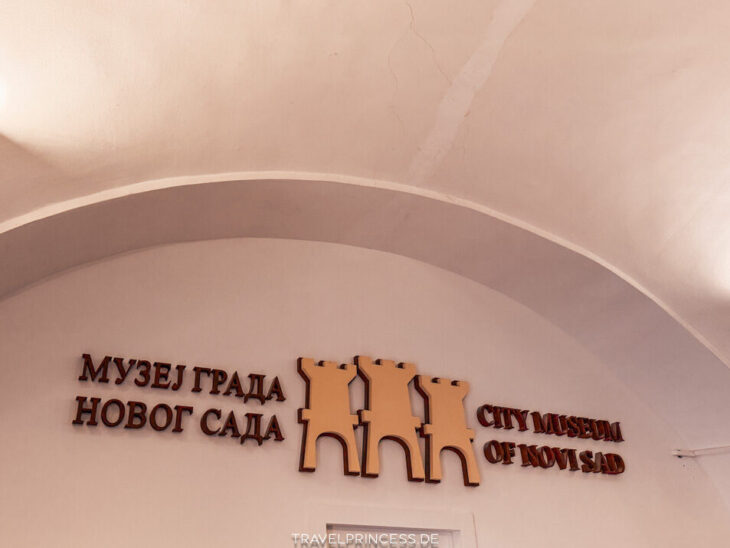 МУЗЕЈ ГРАДА
НОВОГ САДА
CITY MUSEUM
OF NOVI SAD
TRAVELPRINCESS.DE